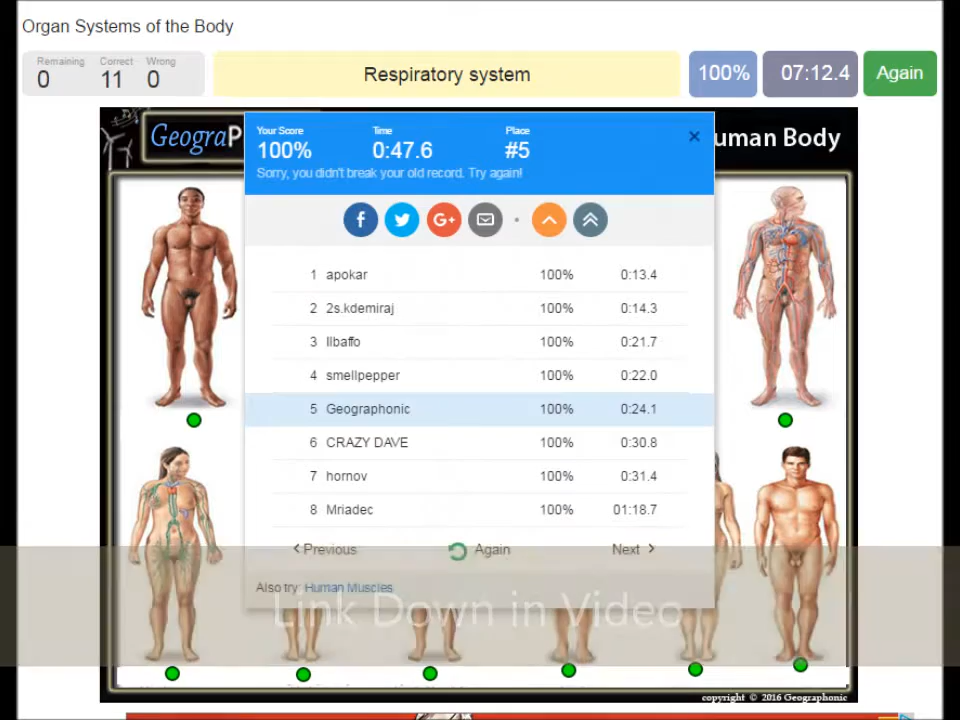 Organ Systems of the Body
Remaining Correct Wrong
0 11 0
Respiratory system
100%
07:12.4
Again
GeograP
uman Body
Your Score Time Place
100% 0:47.6 #5
Sorry, you didn't break your old record. Try again!
1 apokar 100% 0:13.4
2 2s.kdemiraj 100% 0:14.3
3 Ilbaffo 100% 0:21.7
4 smellpepper 100% 0:22.0
5 Geographonic 100% 0:24.1
6 CRAZY DAVE 100% 0:30.8
7 hornov 100% 0:31.4
8 Mriadec 100% 01:18.7
Previous Again Next
Also try: Human Muscles
Link Down in Video
copyright © 2016 Geographonic